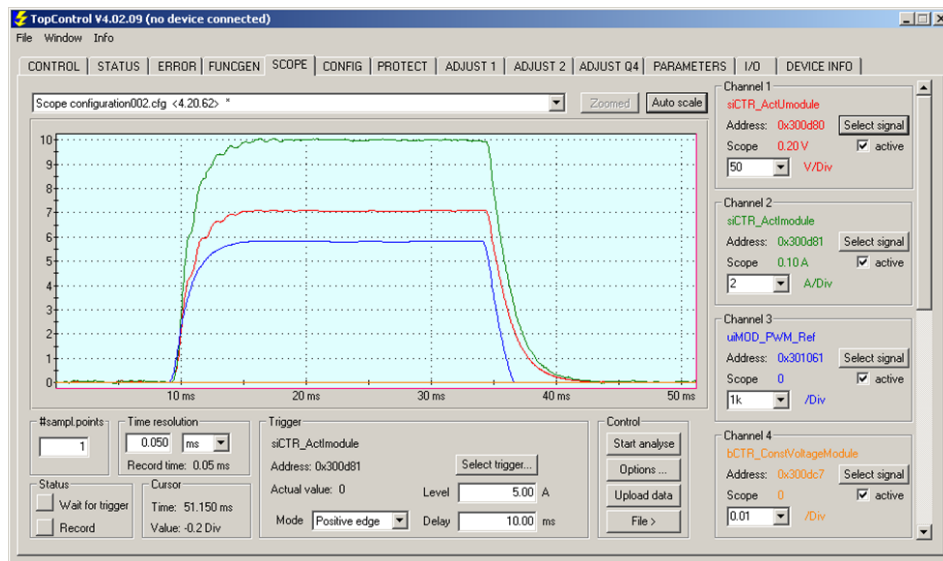 TopControl V4.02.09 (no device connected)
File Window Info
CONTROL STATUS ERROR FUNCGEN SCOPE CONFIG PROTECT ADJUST 1 ADJUST 2 ADJUST Q4 PARAMETERS I/O DEVICE INFO
Scope configuration002.cfg <4.20.62> *
Zoomed
Auto scale
10
9
8
7
6
5
4
3
2
1
0
10 ms 20 ms 30 ms 40 ms 50 ms
Channel 1
siCTR_ActUmodule
Address: 0x300d80 Select signal
Scope 0.20 V active
50 V/Div
Channel 2
siCTR_ActImodule
Address: 0x300d81 Select signal
Scope 0.10 A active
2 A/Div
Channel 3
uiMOD_PWM_Ref
Address: 0x301061 Select signal
Scope 0 active
1k /Div
Channel 4
bCTR_ConstVoltageModule
Address: 0x300dc7 Select signal
Scope 0 active
0.01 /Div
#sampl.points
1
Time resolution
0.050 ms
Record time: 0.05 ms
Status
Wait for trigger
Record
Cursor
Time: 51.150 ms
Value: -0.2 Div
Trigger
siCTR_ActImodule
Address: 0x300d81 Select trigger...
Actual value: 0 Level 5.00 A
Mode Positive edge Delay 10.00 ms
Control
Start analyse
Options ...
Upload data
File >